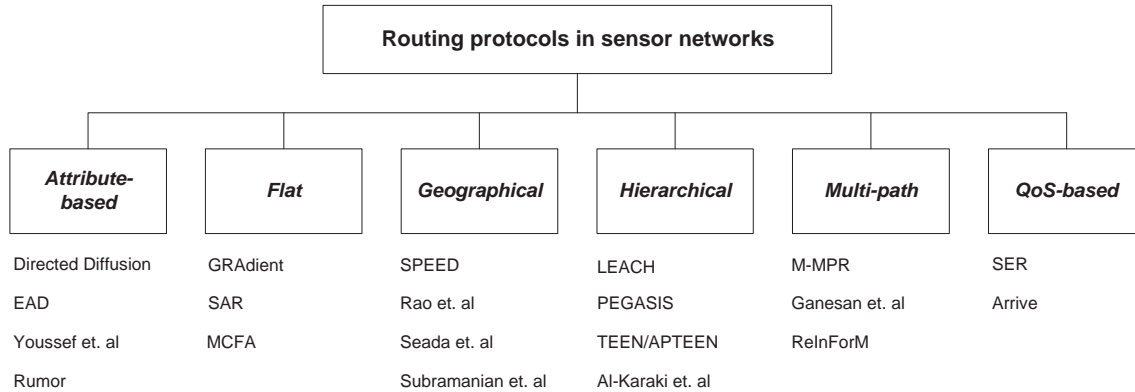 Routing protocols in sensor networks
Attribute-
based
Flat
Geographical
Hierarchical
Multi-path
QoS-based
Directed Diffusion
EAD
Youssef et. al
Rumor
GRAdient
SAR
MCFA
SPEED
Rao et. al
Seada et. al
Subramanian et. al
LEACH
PEGASIS
TEEN/APTEEN
Al-Karaki et. al
M-MPR
Ganesan et. al
ReInForM
SER
Arrive